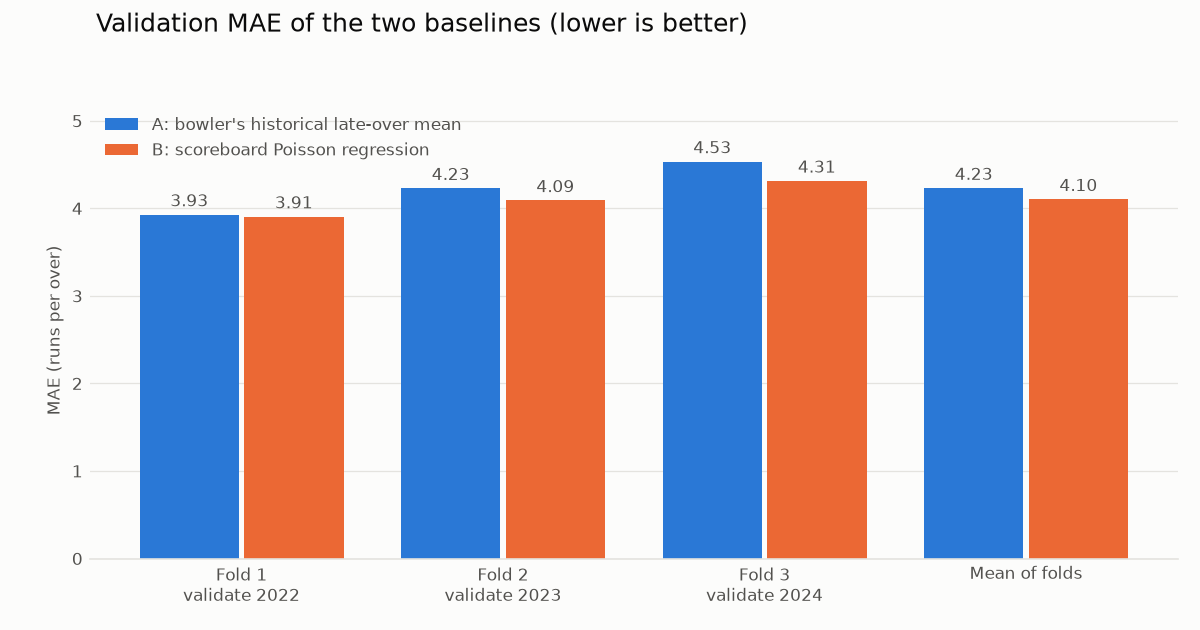 Validation MAE of the two baselines (lower is better)
A: bowler's historical late-over mean
B: scoreboard Poisson regression
MAE (runs per over)
5
4
3
2
1
0
3.93
3.91
4.23
4.09
4.53
4.31
4.23
4.10
Fold 1
validate 2022
Fold 2
validate 2023
Fold 3
validate 2024
Mean of folds